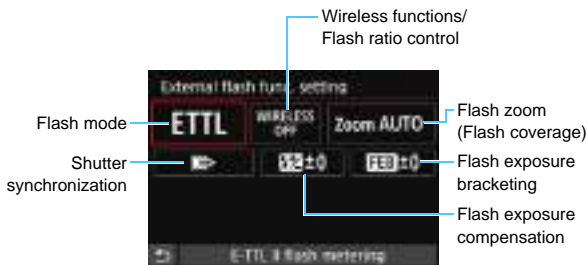 Wireless functions/
Flash ratio control
External flash func. setting
Flash mode
ETTL
WIRELESS
OFF
Zoom AUTO
Flash zoom
(Flash coverage)
Shutter
synchronization
±0
FEB±0
Flash exposure
bracketing
Flash exposure
compensation
E-TTL II flash metering